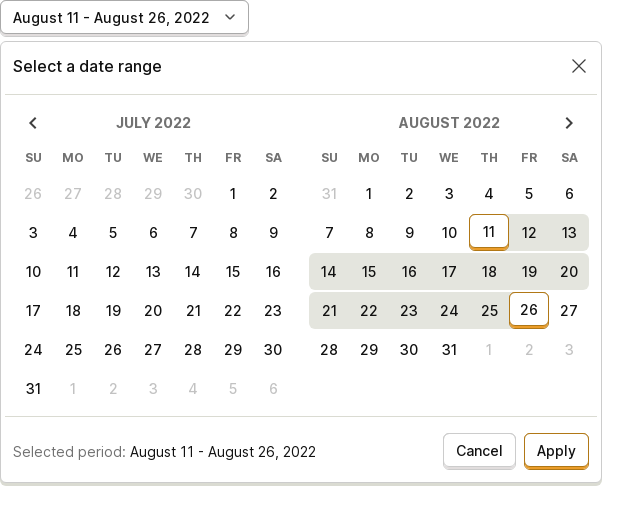 August 11 - August 26, 2022
Select a date range
JULY 2022
SU MO TU WE TH FR SA
26 27 28 29 30 1 2
3 4 5 6 7 8 9
10 11 12 13 14 15 16
17 18 19 20 21 22 23
24 25 26 27 28 29 30
31 1 2 3 4 5 6
AUGUST 2022
SU MO TU WE TH FR SA
31 1 2 3 4 5 6
7 8 9 10 11 12 13
14 15 16 17 18 19 20
21 22 23 24 25 26 27
28 29 30 31 1 2 3
Selected period: August 11 - August 26, 2022
Cancel
Apply